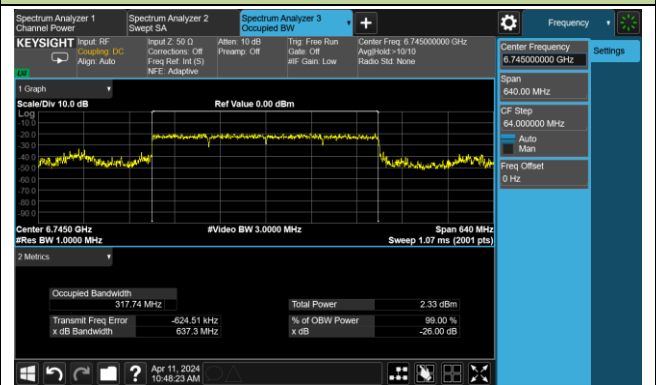 Spectrum Analyzer 1
Channel Power
Spectrum Analyzer 2
Swept SA
Spectrum Analyzer 3
Occupied BW
Frequency
KEYSIGHT
Input: RF
Coupling: DC
Align: Auto
Input Z: 50 Ω
Corrections: Off
Freq Ref: Int (S)
NFE: Adaptive
Atten: 10 dB
Preamp: Off
Trig: Free Run
Gate: Off
#IF Gain: Low
Center Freq: 6.745000000 GHz
Avg|Hold:>10/10
Radio Std: None
LXI
1 Graph
Scale/Div 10.0 dB
Ref Value 0.00 dBm
Log
-10.0
-20.0
-30.0
-40.0
-50.0
-60.0
-70.0
-80.0
-90.0
Center 6.7450 GHz
#Video BW 3.0000 MHz
Span 640 MHz
#Res BW 1.0000 MHz
Sweep 1.07 ms (2001 pts)
2 Metrics
Occupied Bandwidth
317.74 MHz
Total Power
2.33 dBm
Transmit Freq Error
-624.51 kHz
% of OBW Power
99.00 %
x dB Bandwidth
637.3 MHz
x dB
-26.00 dB
Center Frequency
6.745000000 GHz
Settings
Span
640.00 MHz
CF Step
64.000000 MHz
Auto
Man
Freq Offset
0 Hz
?
Apr 11, 2024
10:48:23 AM